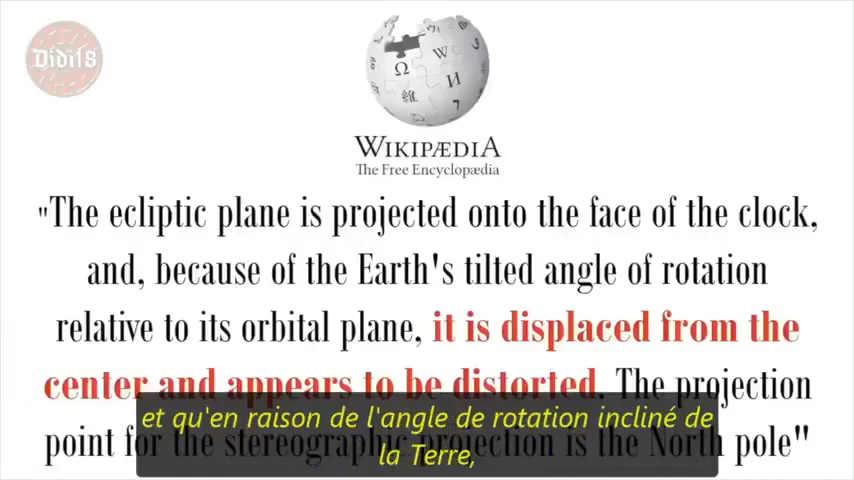 Didi18
Ω
W
И
維
WIKIPÆDIA
The Free Encyclopædia
"The ecliptic plane is projected onto the face of the clock,
and, because of the Earth's tilted angle of rotation
relative to its orbital plane, it is displaced from the
center and appears to be distorted. The projection
point for the stereographic projection is the North pole"
et qu'en raison de l'angle de rotation incliné de
la Terre,